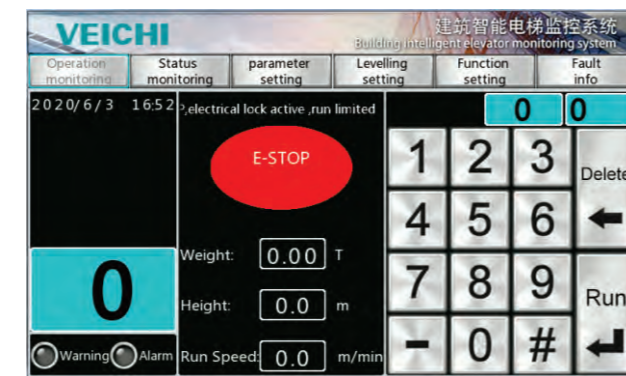 VEICHI
建筑智能电梯监控系统
Building intelligent elevator monitoring system
Operation monitoring
Status monitoring
parameter setting
Levelling setting
Function setting
Fault info
2020/6/3 16:52
,electrical lock active ,run limited
0 0
E-STOP
1 2 3 Delete
4 5 6
Weight: 0.00 T
0
Height: 0.0 m
7 8 9 Run
Warning Alarm
Run Speed: 0.0 m/min
- 0 #